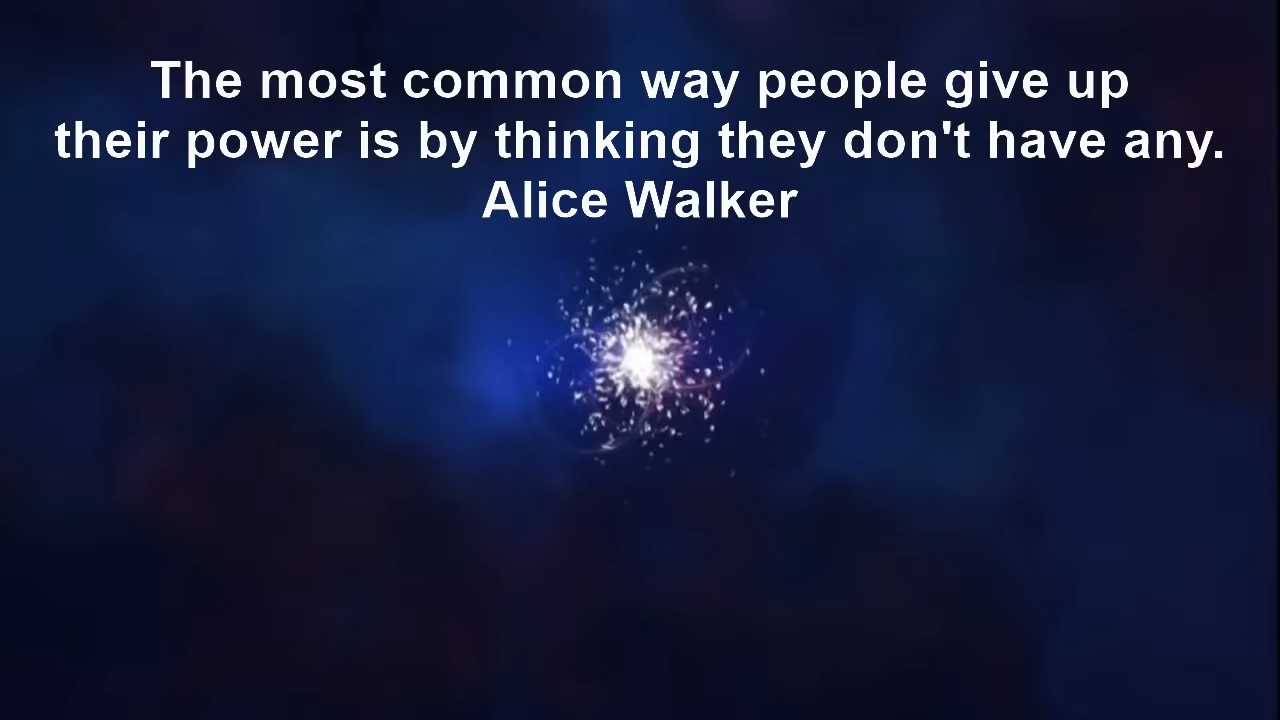 The most common way people give up
their power is by thinking they don't have any.
Alice Walker